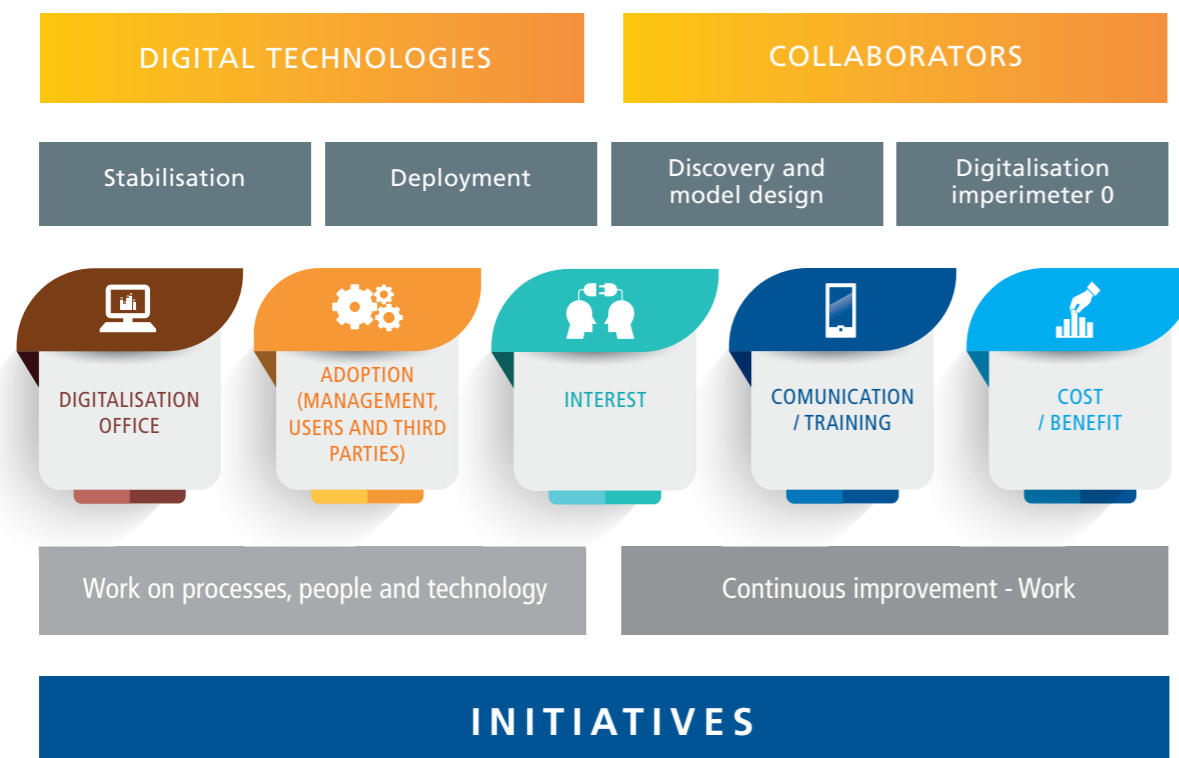 DIGITAL TECHNOLOGIES
COLLABORATORS
Stabilisation
Deployment
Discovery and
model design
Digitalisation
imperimeter 0
DIGITALISATION
OFFICE
ADOPTION
(MANAGEMENT,
USERS AND THIRD
PARTIES)
INTEREST
COMUNICATION
/ TRAINING
COST
/ BENEFIT
Work on processes, people and technology
Continuous improvement - Work
INITIATIVES